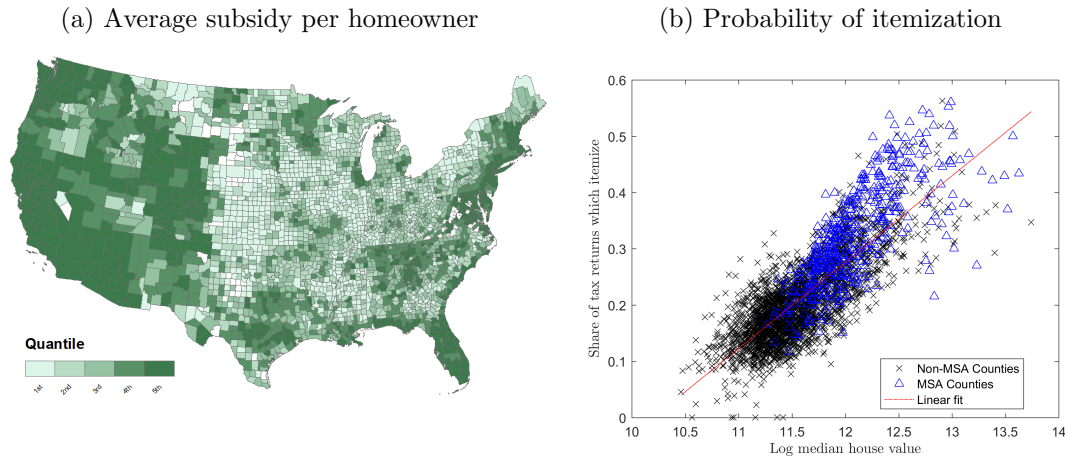 (a) Average subsidy per homeowner
Quantile
1st 2nd 3rd 4th 5th
(b) Probability of itemization
Share of tax returns which itemize
0.6
0.5
0.4
0.3
0.2
0.1
0
Non-MSA Counties
MSA Counties
Linear fit
10 10.5 11 11.5 12 12.5 13 13.5 14
Log median house value